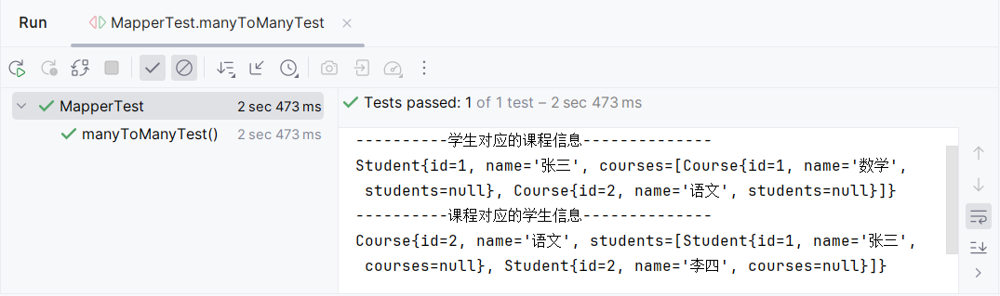 Run MapperTest.manyToManyTest
MapperTest 2 sec 473 ms
manyToManyTest() 2 sec 473 ms
Tests passed: 1 of 1 test – 2 sec 473 ms
----------学生对应的课程信息--------------
Student{id=1, name='张三', courses=[Course{id=1, name='数学',
students=null}, Course{id=2, name='语文', students=null}]}
----------课程对应的学生信息--------------
Course{id=2, name='语文', students=[Student{id=1, name='张三',
courses=null}, Student{id=2, name='李四', courses=null}]}